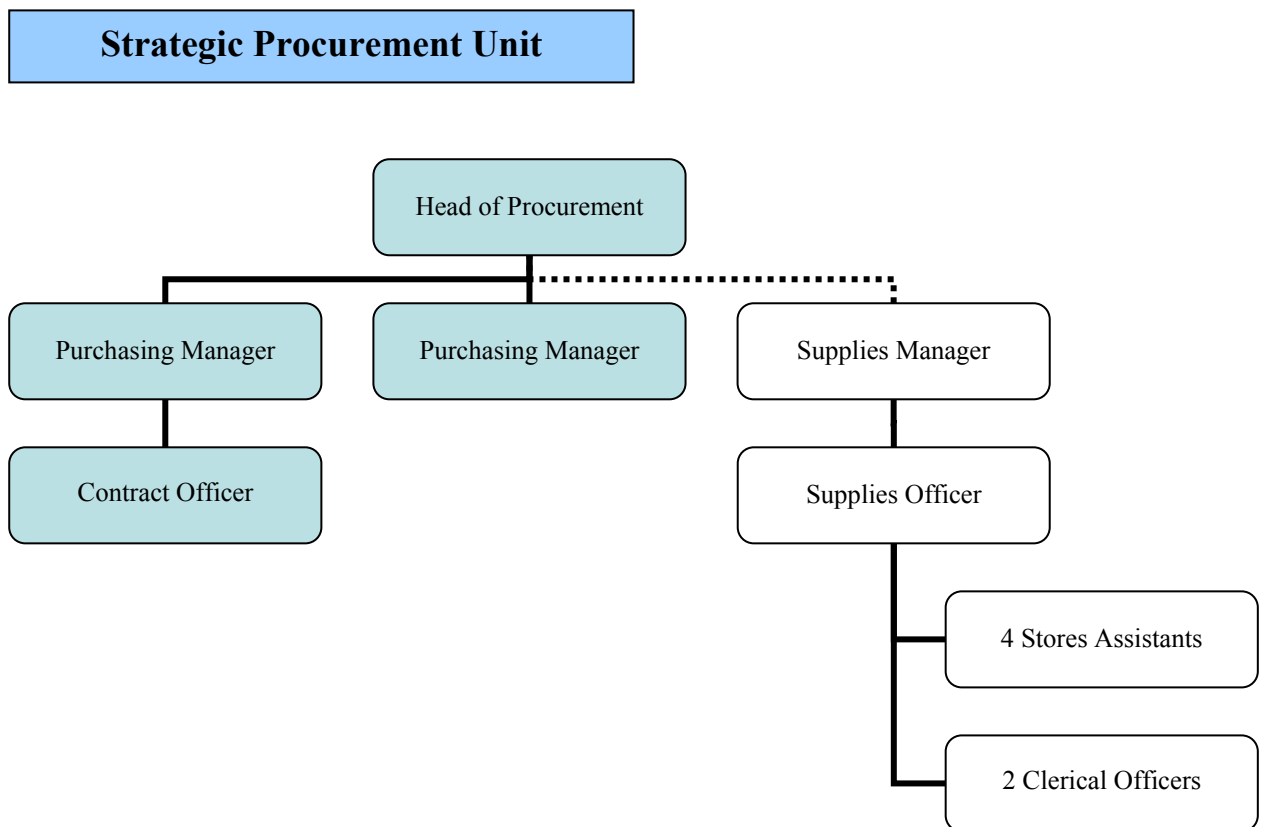 Strategic Procurement Unit
Head of Procurement
Purchasing Manager
Purchasing Manager
Supplies Manager
Contract Officer
Supplies Officer
4 Stores Assistants
2 Clerical Officers